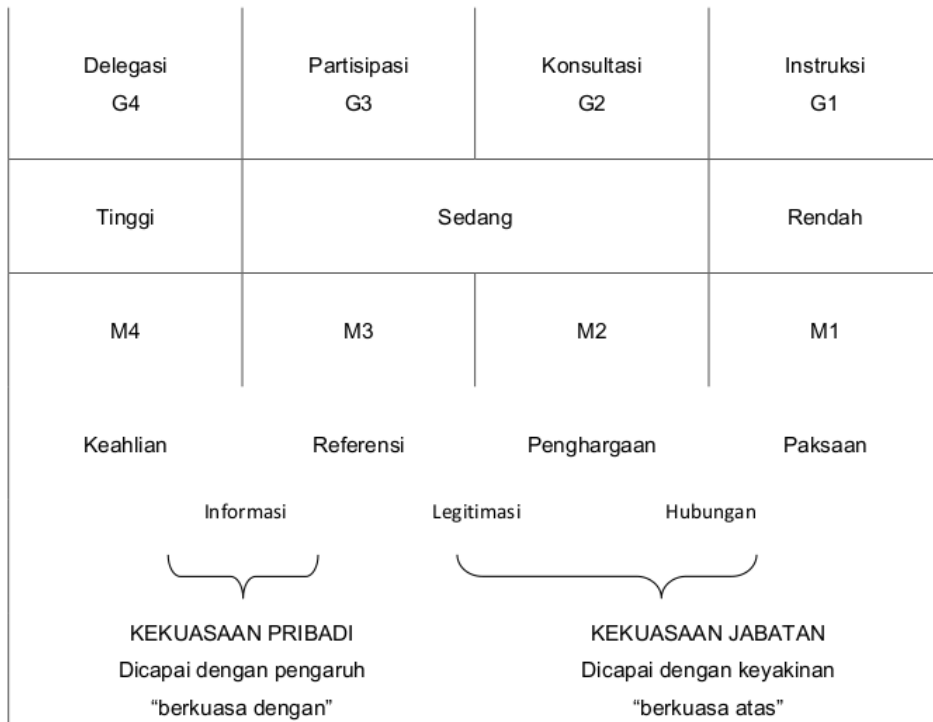 Delegasi Partisipasi Konsultasi Instruksi
G4 G3 G2 G1
Tinggi Sedang Rendah
M4 M3 M2 M1
Keahlian Referensi Penghargaan Paksaan
Informasi Legitimasi Hubungan
KEKUASAAN PRIBADI KEKUASAAN JABATAN
Dicapai dengan pengaruh Dicapai dengan keyakinan
“berkuasa dengan” “berkuasa atas”